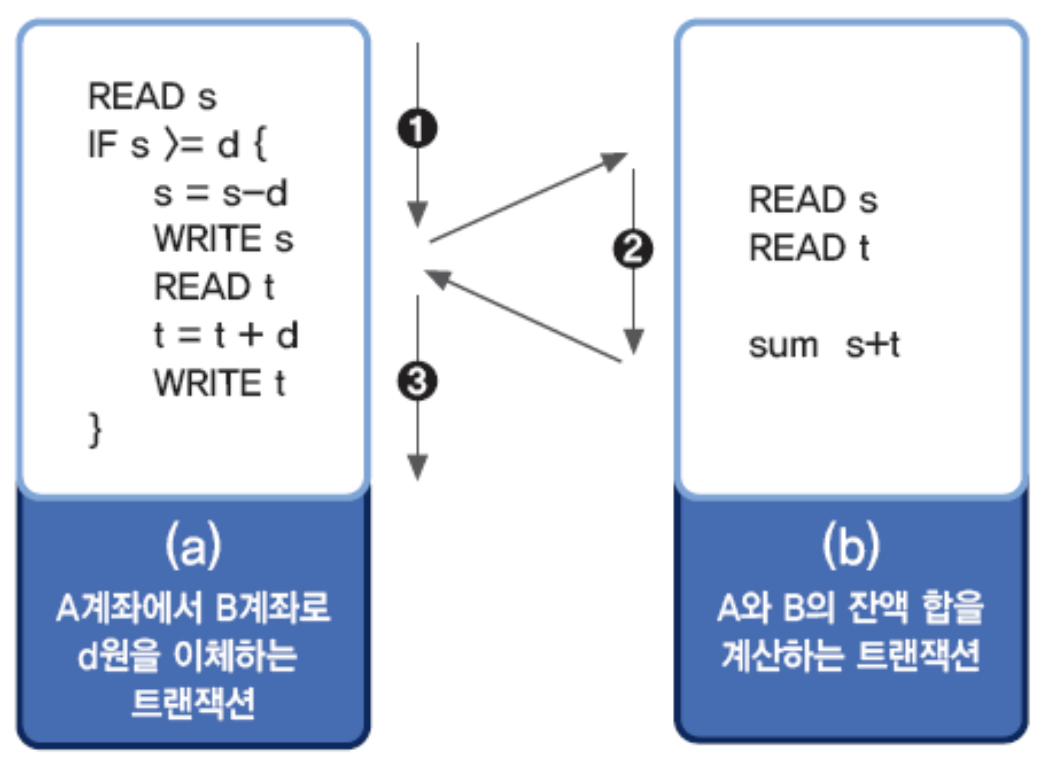 READ s
IF s >= d {
s = s-d
WRITE s
READ t
t = t + d
WRITE t
}
(a)
A계좌에서 B계좌로
d원을 이체하는
트랜잭션
❶
❷
❸
READ s
READ t
sum s+t
(b)
A와 B의 잔액 합을
계산하는 트랜잭션